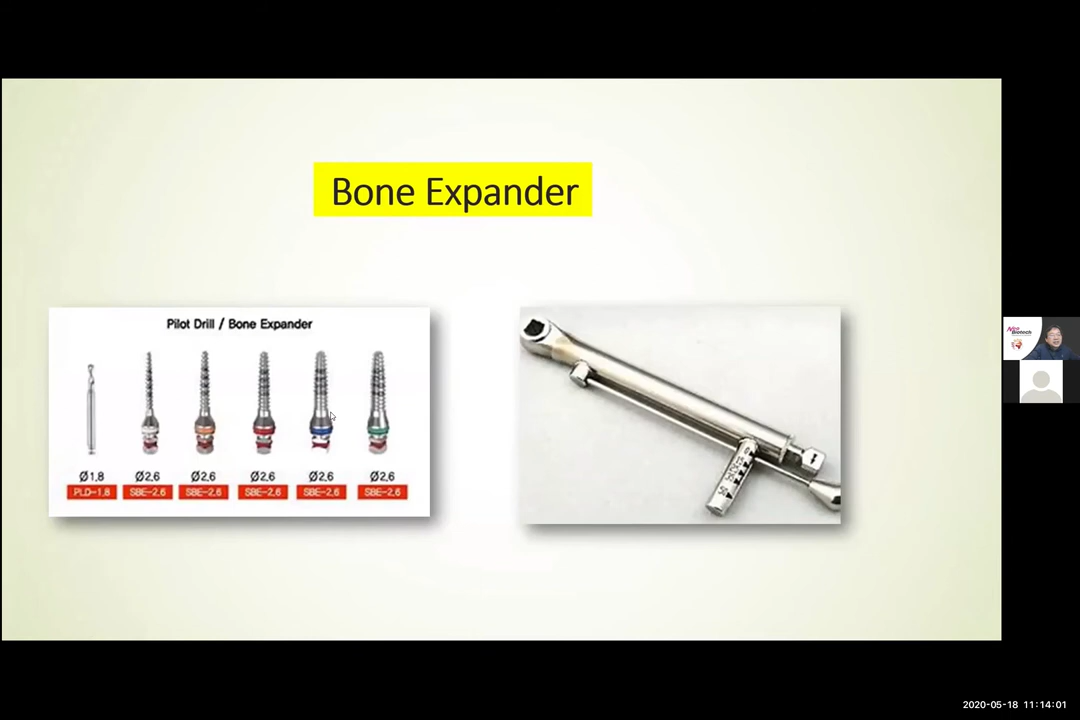 Bone Expander
Pilot Drill / Bone Expander
Ø1.8 Ø2.6 Ø2.6 Ø2.6 Ø2.6 Ø2.6
PLD-1.8 SBE-2.6 SBE-2.6 SBE-2.6 SBE-2.6 SBE-2.6
Biotech
2020-05-18 11:14:01